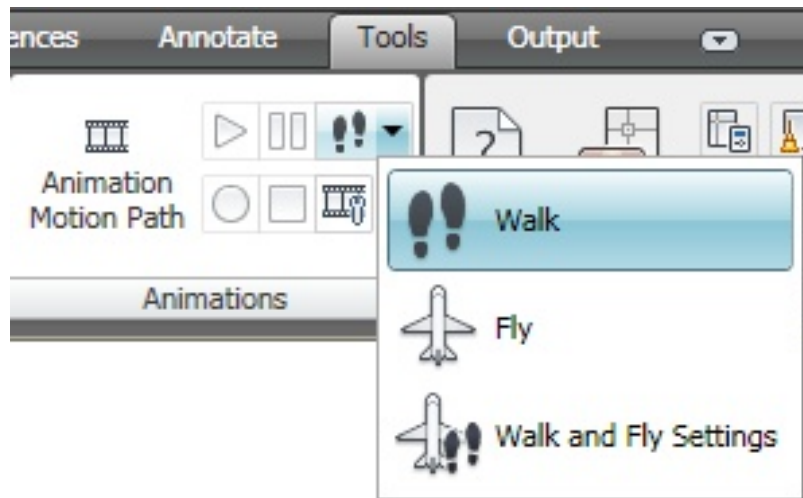 ences Annotate Tools Output
Animation
Motion Path
Animations
?
Walk
Fly
Walk and Fly Settings